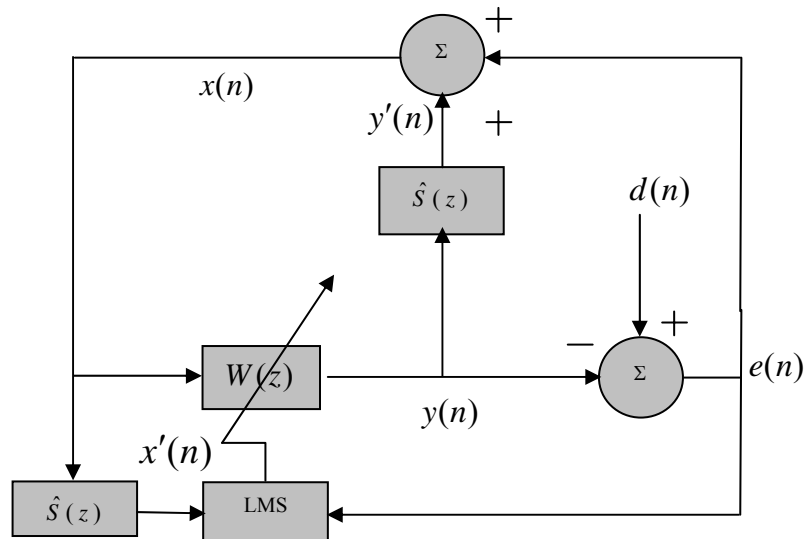 +
Σ
x(n)
y′(n)
+
Ŝ(z)
d(n)
+
−
W(z)
Σ
e(n)
y(n)
x′(n)
Ŝ(z)
LMS